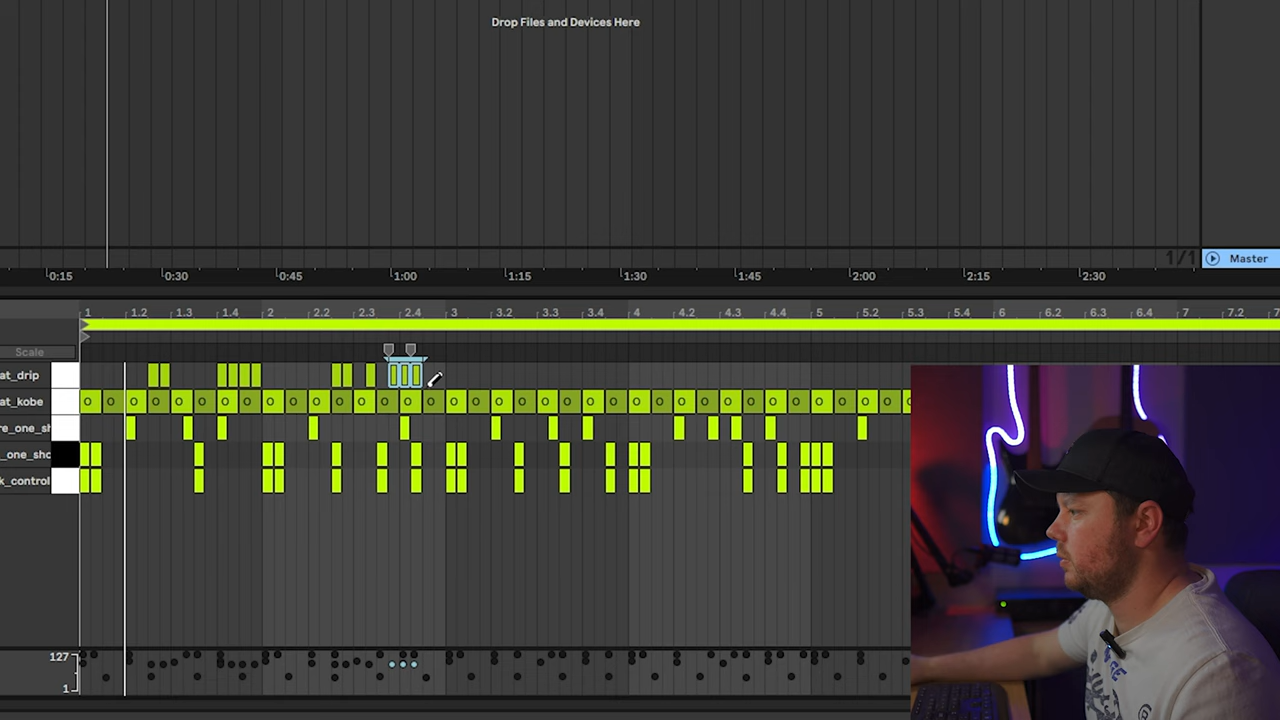 Drop Files and Devices Here
1/1 Master
0:15 0:30 0:45 1:00 1:15 1:30 1:45 2:00 2:15 2:30
1 1.2 1.3 1.4 2 2.2 2.3 2.4 3 3.2 3.3 3.4 4 4.2 4.3 4.4 5 5.2 5.3 5.4 6 6.2 6.3 6.4 7 7.2
Scale
at_drip
at_kobe
re_one_sh
_one_sho
k_control
127
1